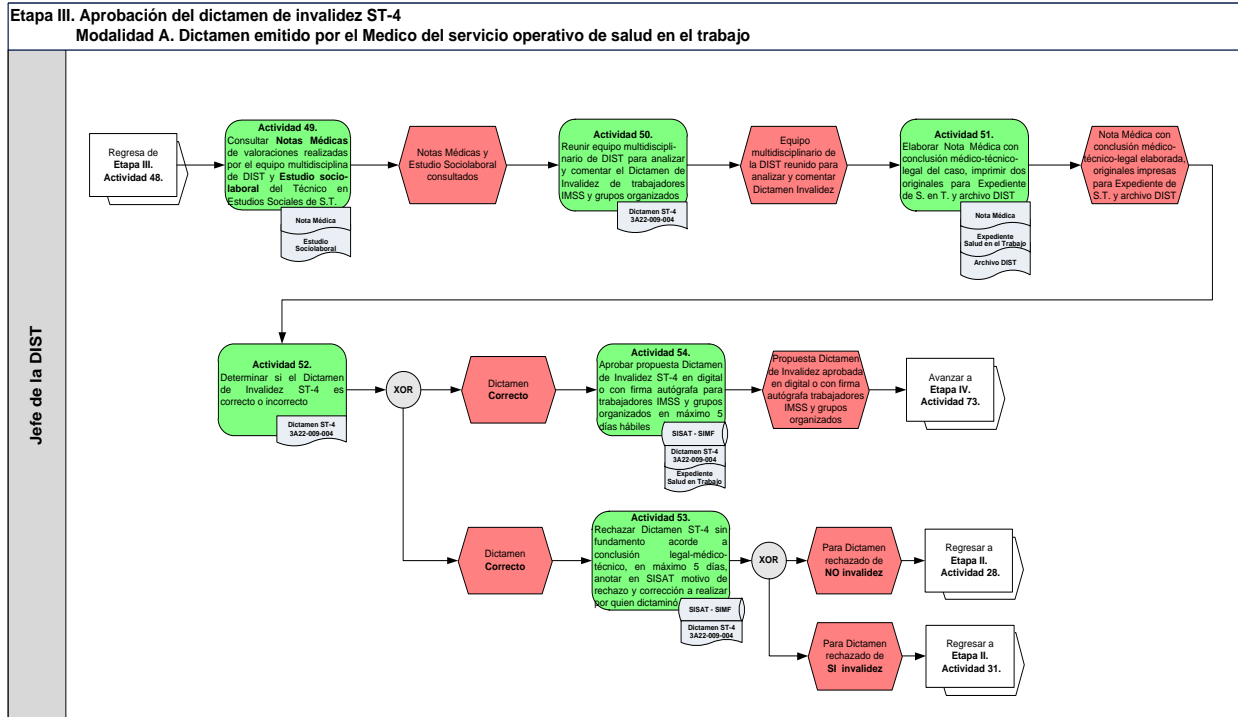 Etapa III. Aprobación del dictamen de invalidez ST-4
Modalidad A. Dictamen emitido por el Medico del servicio operativo de salud en el trabajo
Jefe de la DIST
Regresa de
Etapa III.
Actividad 48.
Actividad 49.
Consultar Notas Médicas
de valoraciones realizadas
por el equipo multidisciplina
de DIST y Estudio socio-
laboral del Técnico en
Estudios Sociales de S.T.
Nota Médica
Estudio
Sociolaboral
Notas Médicas y
Estudio Sociolaboral
consultados
Actividad 50.
Reunir equipo multidisci-
plinario de DIST para analizar
y comentar el Dictamen de
Invalidez de trabajadores
IMSS y grupos organizados
Dictamen ST-4
3A22-009-004
Equipo
multidisciplinario de
la DIST reunido para
analizar y comentar
Dictamen Invalidez
Actividad 51.
Elaborar Nota Médica con
conclusión médico-técnico-
legal del caso, imprimir dos
originales para Expediente
de S. en T. y archivo DIST
Nota Médica
Expediente
Salud en el Trabajo
Archivo DIST
Nota Médica con
conclusión médico-
técnico-legal elaborada,
originales impresas
para Expediente de
S.T. y archivo DIST
Actividad 52.
Determinar si el Dictamen
de Invalidez ST-4 es
correcto o incorrecto
Dictamen ST-4
3A22-009-004
XOR
Dictamen
Correcto
Actividad 54.
Aprobar propuesta Dictamen
de Invalidez ST-4 en digital
o con firma autógrafa para
trabajadores IMSS y grupos
organizados en máximo 5
días hábiles
SISAT - SIMF
Dictamen ST-4
3A22-009-004
Expediente
Salud en Trabajo
Propuesta Dictamen
de Invalidez aprobada
en digital o con firma
autógrafa trabajadores
IMSS y grupos
organizados
Avanzar a
Etapa IV.
Actividad 73.
Dictamen
Correcto
Actividad 53.
Rechazar Dictamen ST-4 sin
fundamento acorde a
conclusión legal-médico-
técnico, en máximo 5 días,
anotar en SISAT motivo de
rechazo y corrección a realizar
por quien dictaminó
SISAT - SIMF
Dictamen ST-4
3A22-009-004
XOR
Para Dictamen
rechazado de
NO invalidez
Regresar a
Etapa II.
Actividad 28.
Para Dictamen
rechazado de
SI invalidez
Regresar a
Etapa II.
Actividad 31.